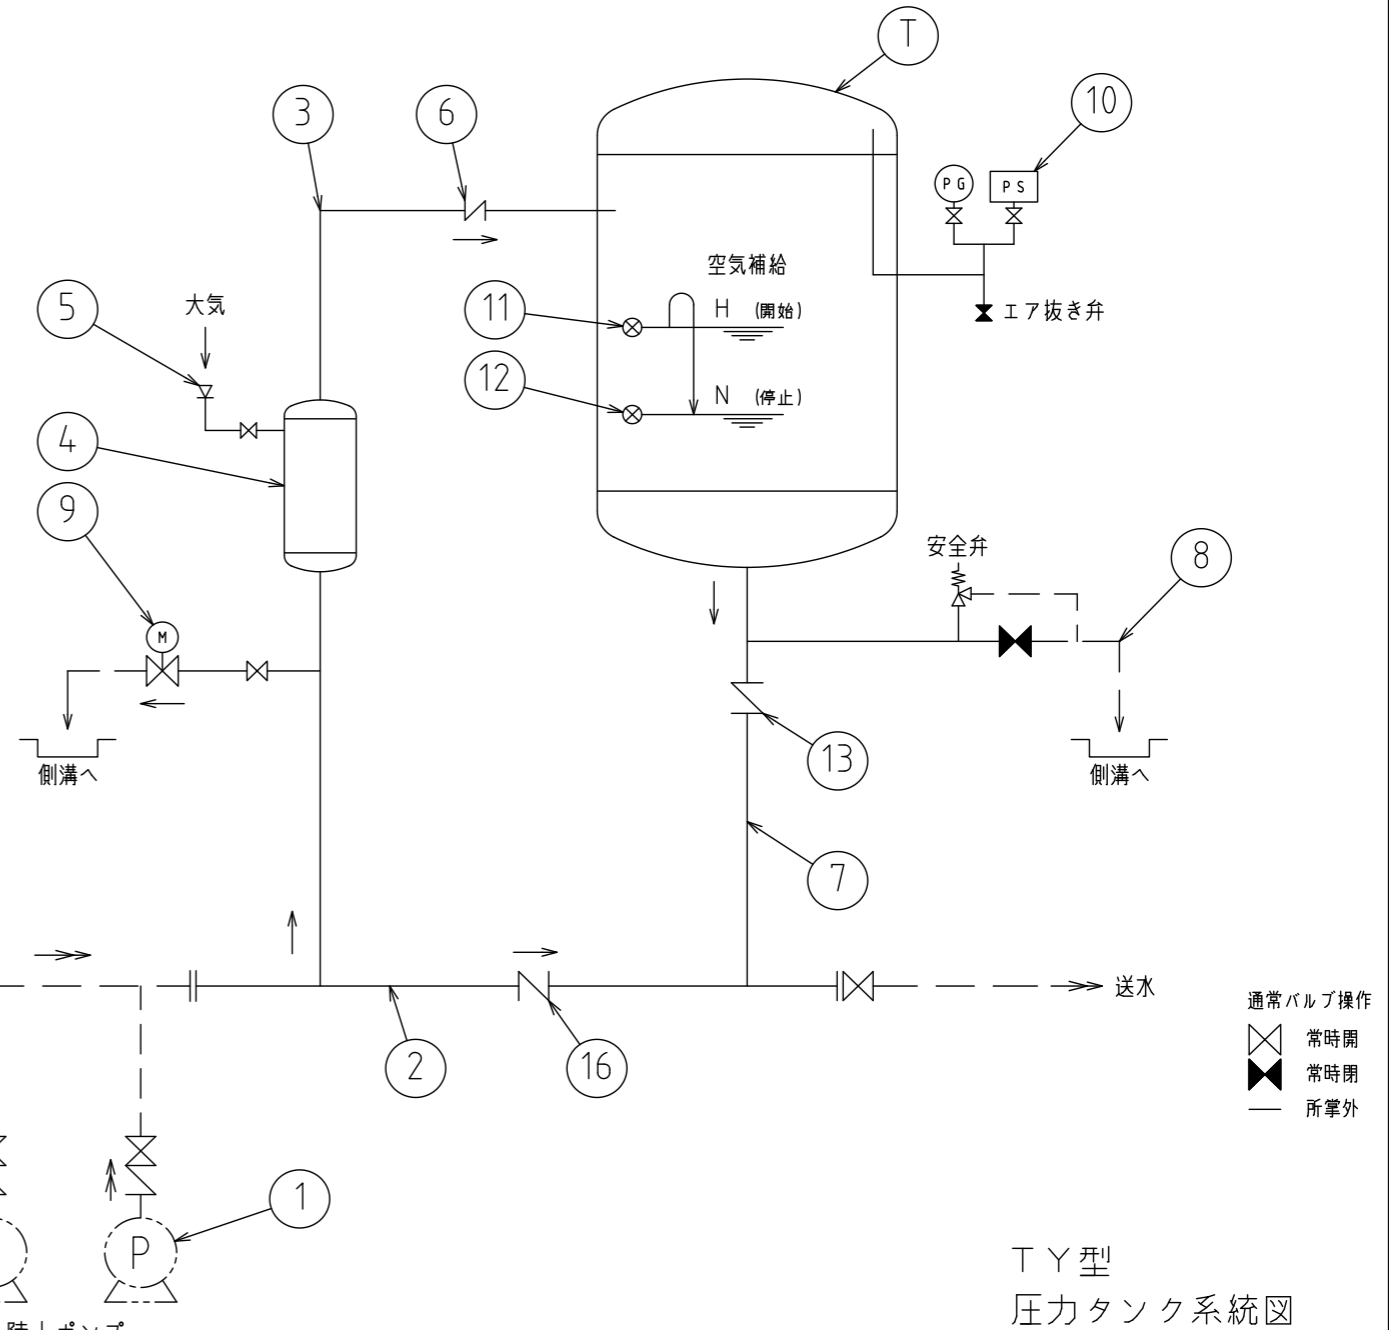 T
3
6
10
PG
PS
空気補給
5
大気
11
H (開始)
エア抜き弁
12
N (停止)
4
9
安全弁
8
M
13
側溝へ
側溝へ
7
送水
通常バルブ操作
常時開
2
16
常時閉
所掌外
1
P
TY型
圧力タンク系統図